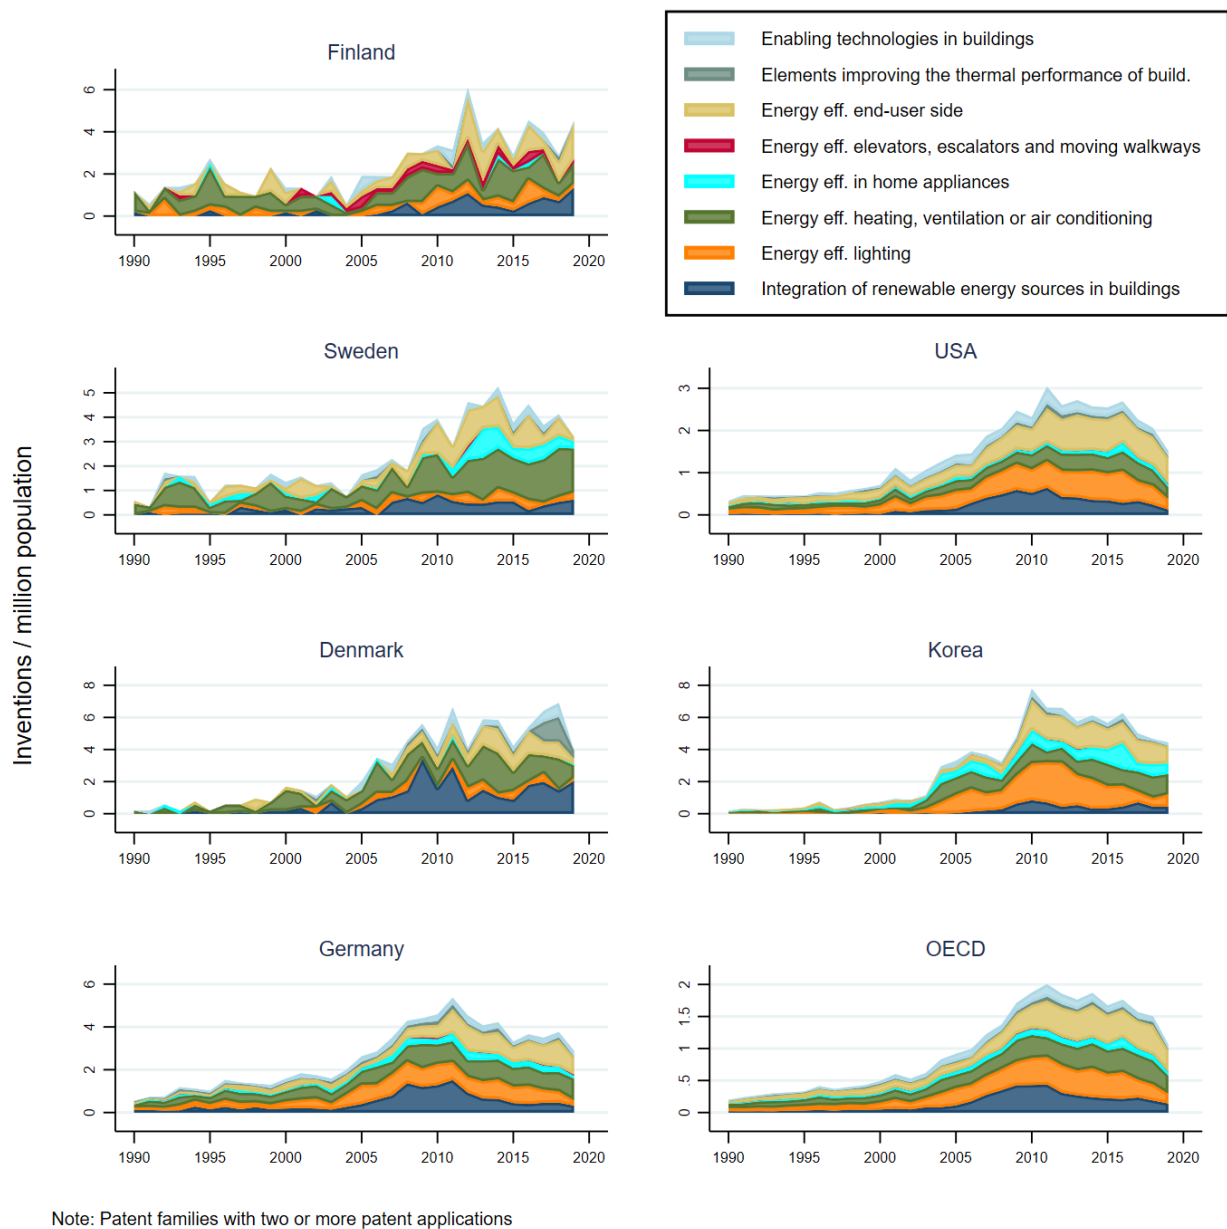 Finland
6
4
2
0
1990 1995 2000 2005 2010 2015 2020
Enabling technologies in buildings
Elements improving the thermal performance of build.
Energy eff. end-user side
Energy eff. elevators, escalators and moving walkways
Energy eff. in home appliances
Energy eff. heating, ventilation or air conditioning
Energy eff. lighting
Integration of renewable energy sources in buildings
Inventions / million population
Sweden
5
4
3
2
1
0
1990 1995 2000 2005 2010 2015 2020
USA
3
2
1
0
1990 1995 2000 2005 2010 2015 2020
Denmark
8
6
4
2
0
1990 1995 2000 2005 2010 2015 2020
Korea
8
6
4
2
0
1990 1995 2000 2005 2010 2015 2020
Germany
6
4
2
0
1990 1995 2000 2005 2010 2015 2020
OECD
2
1.5
1
.5
0
1990 1995 2000 2005 2010 2015 2020
Note: Patent families with two or more patent applications